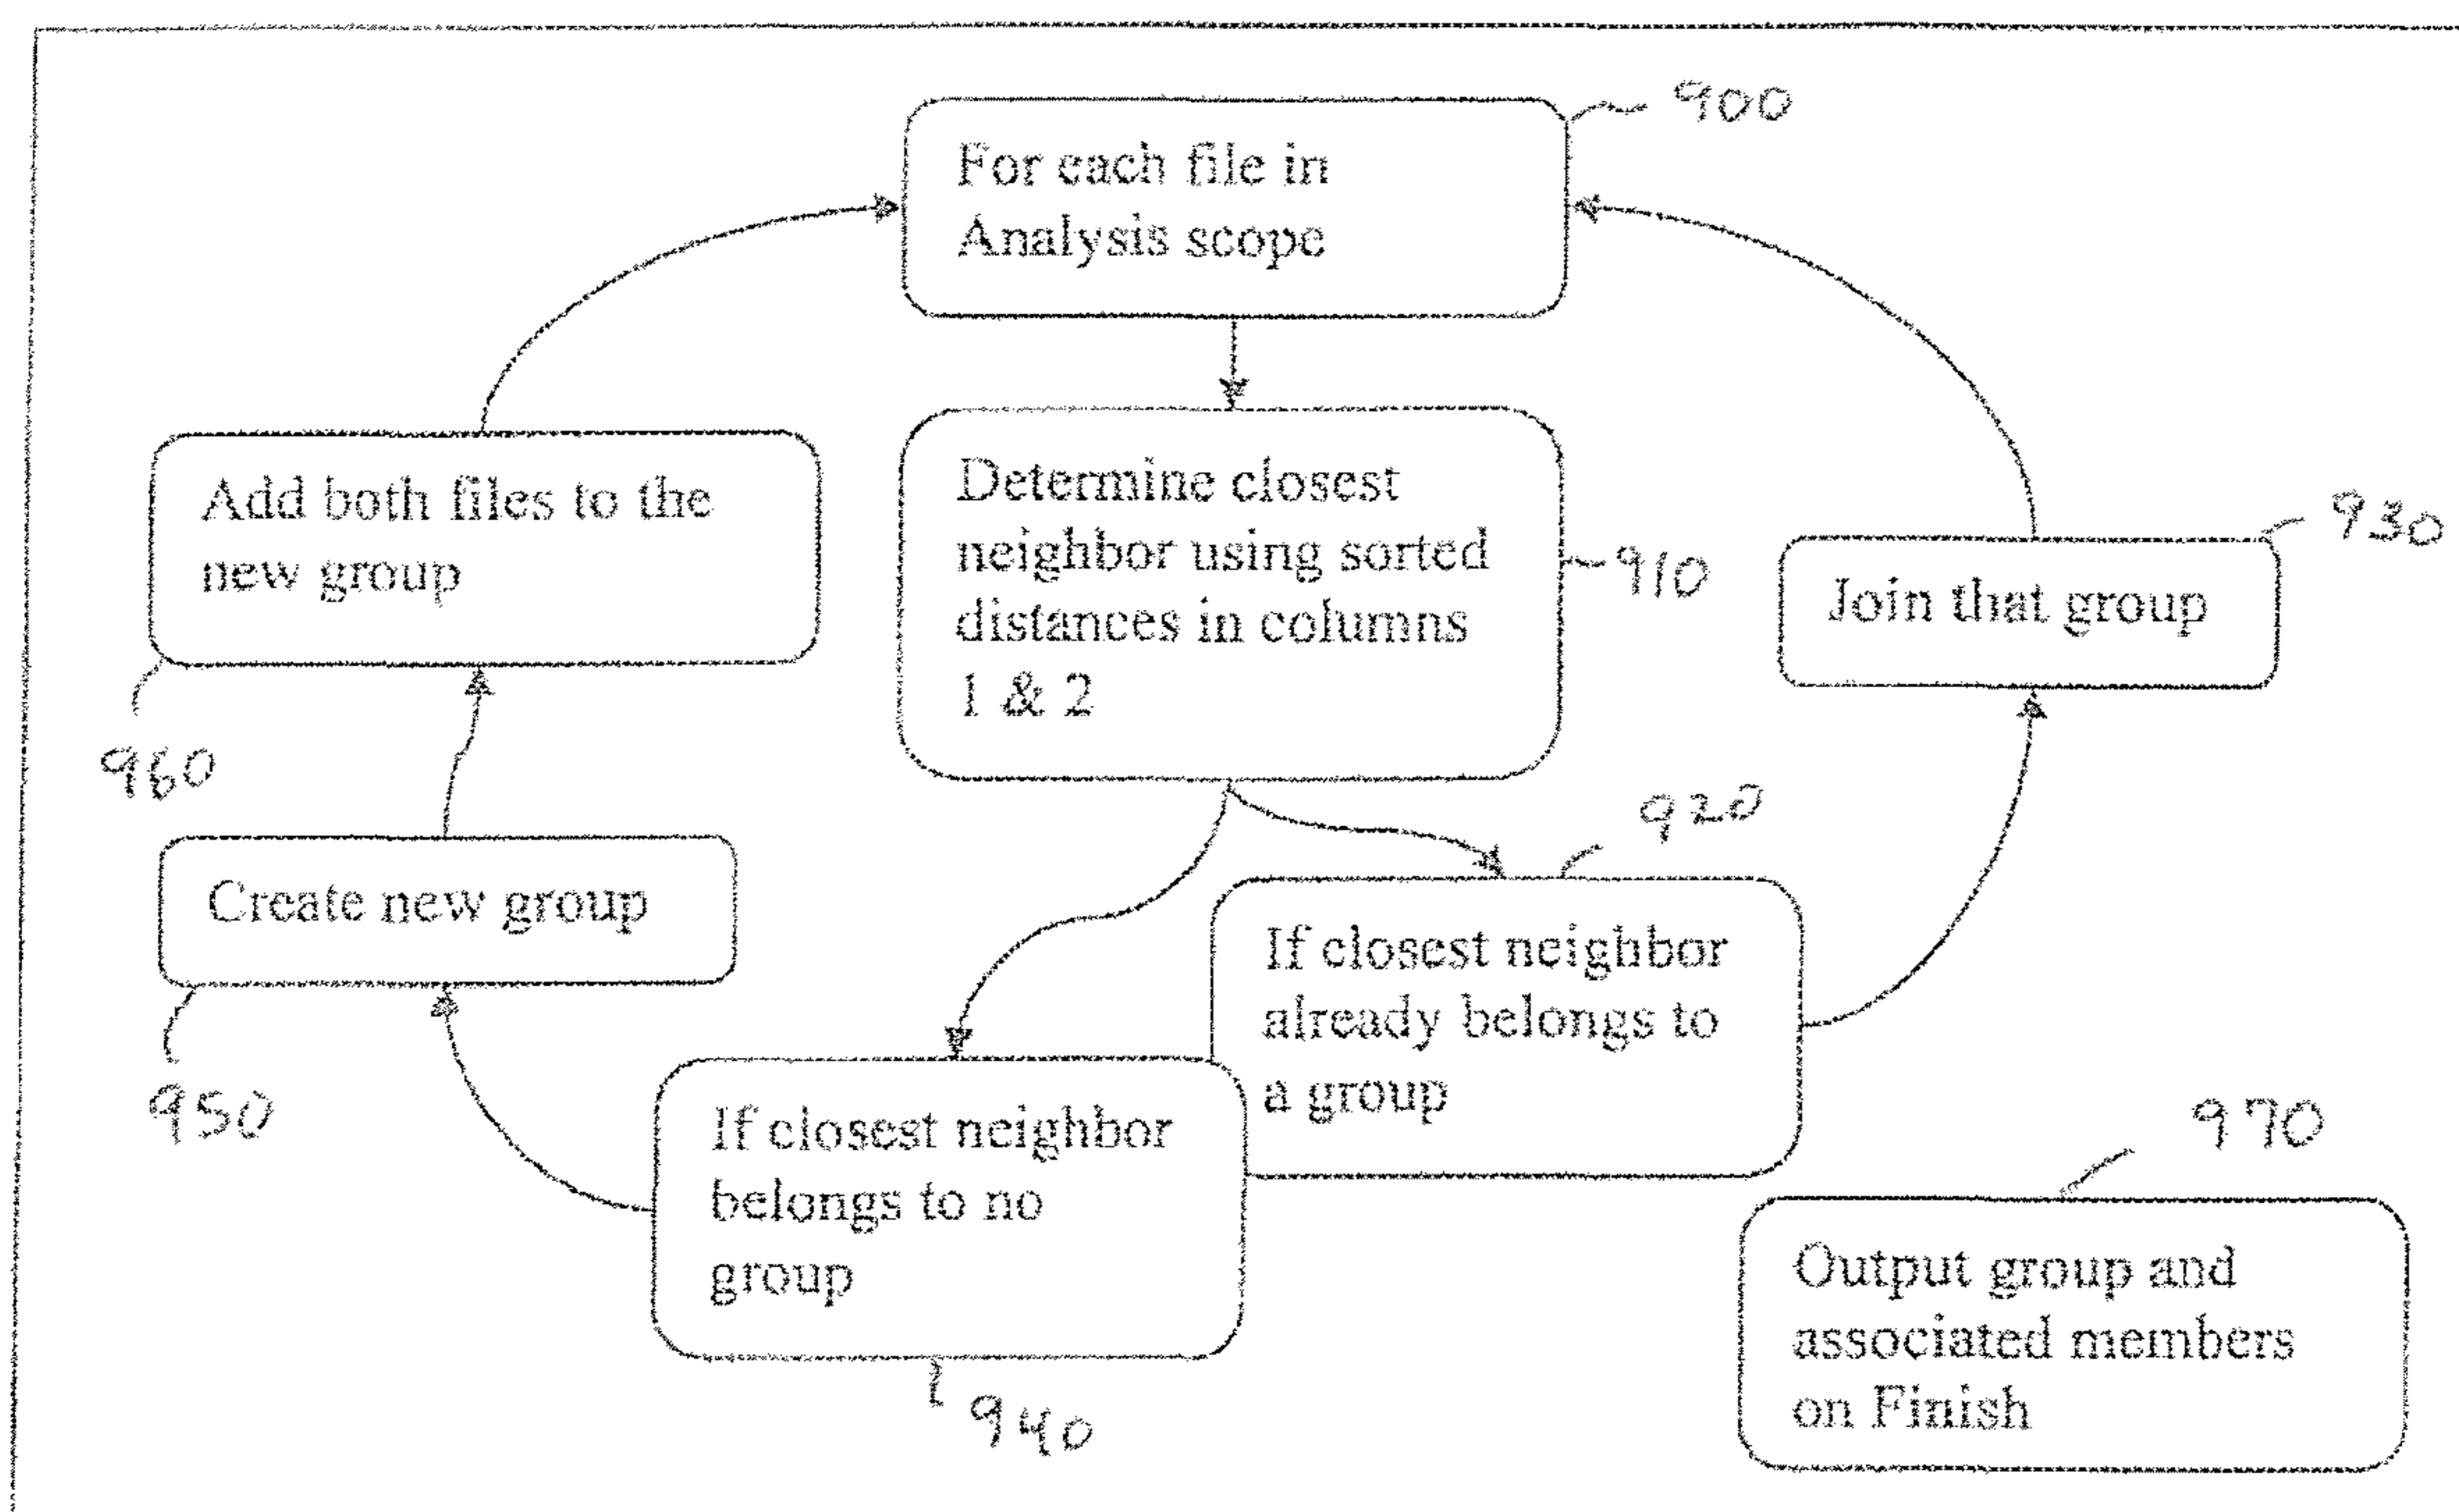 900
For each file in
Analysis scope
Add both files to the
new group
960
Determine closest
neighbor using sorted
distances in columns
1 & 2
910
930
Join that group
920
Create new group
950
If closest neighbor
already belongs to
a group
If closest neighbor
belongs to no
group
940
970
Output group and
associated members
on Finish